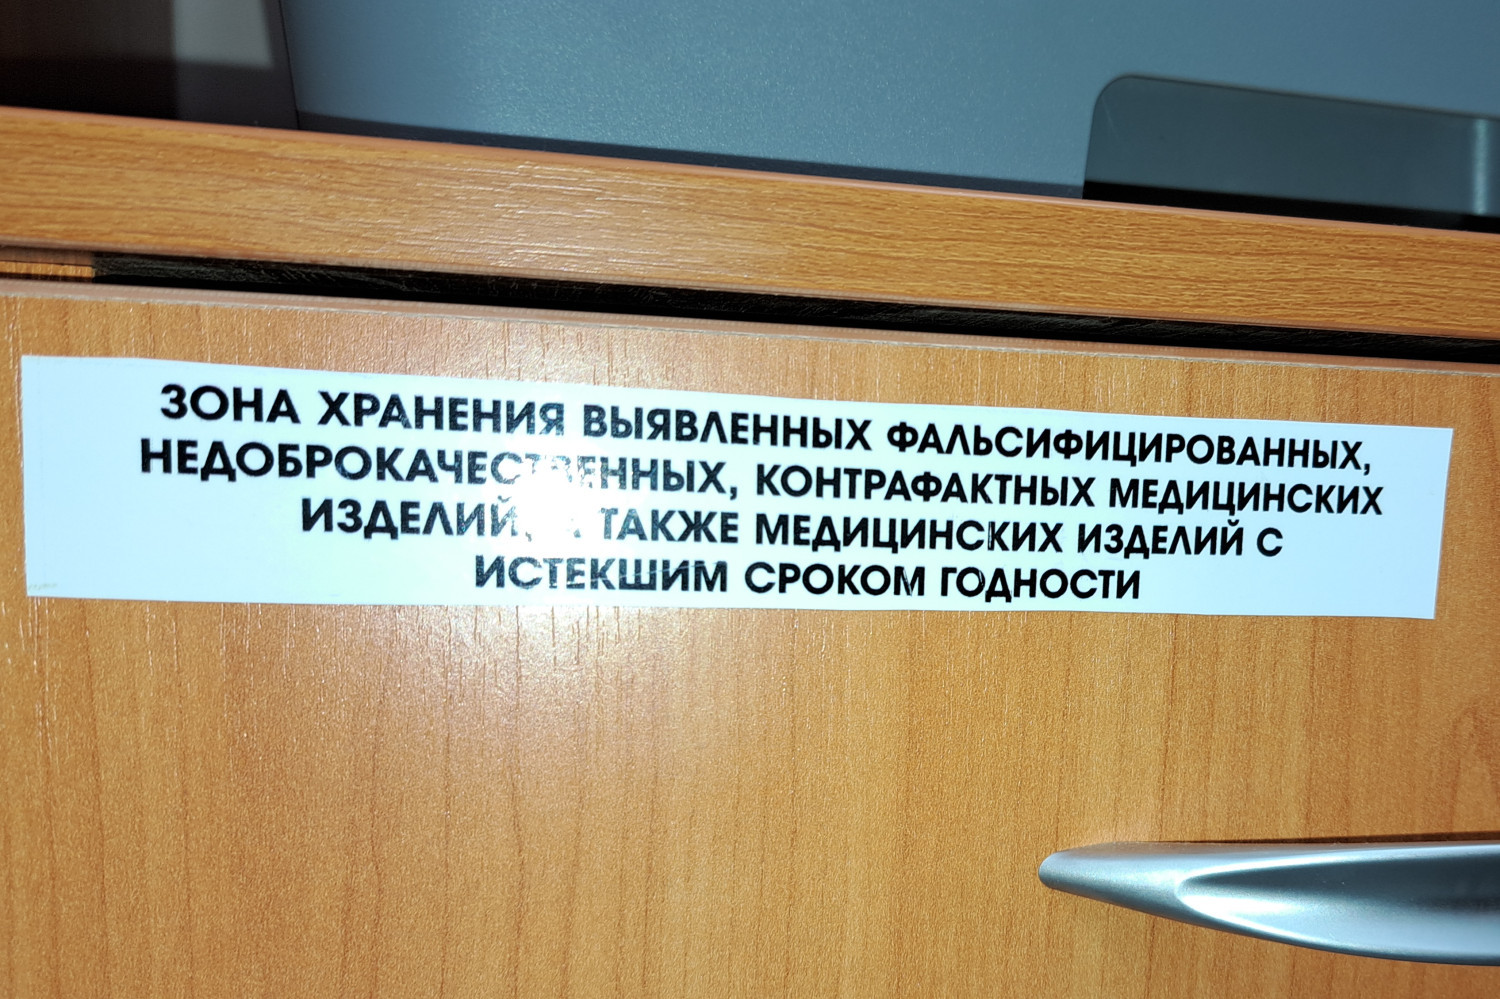 ЗОНА ХРАНЕНИЯ ВЫЯВЛЕННЫХ ФАЛЬСИФИЦИРОВАННЫХ,
НЕДОБРОКАЧЕСТВЕННЫХ, КОНТРАФАКТНЫХ МЕДИЦИНСКИХ
ИЗДЕЛИЙ, А ТАКЖЕ МЕДИЦИНСКИХ ИЗДЕЛИЙ С
ИСТЕКШИМ СРОКОМ ГОДНОСТИ